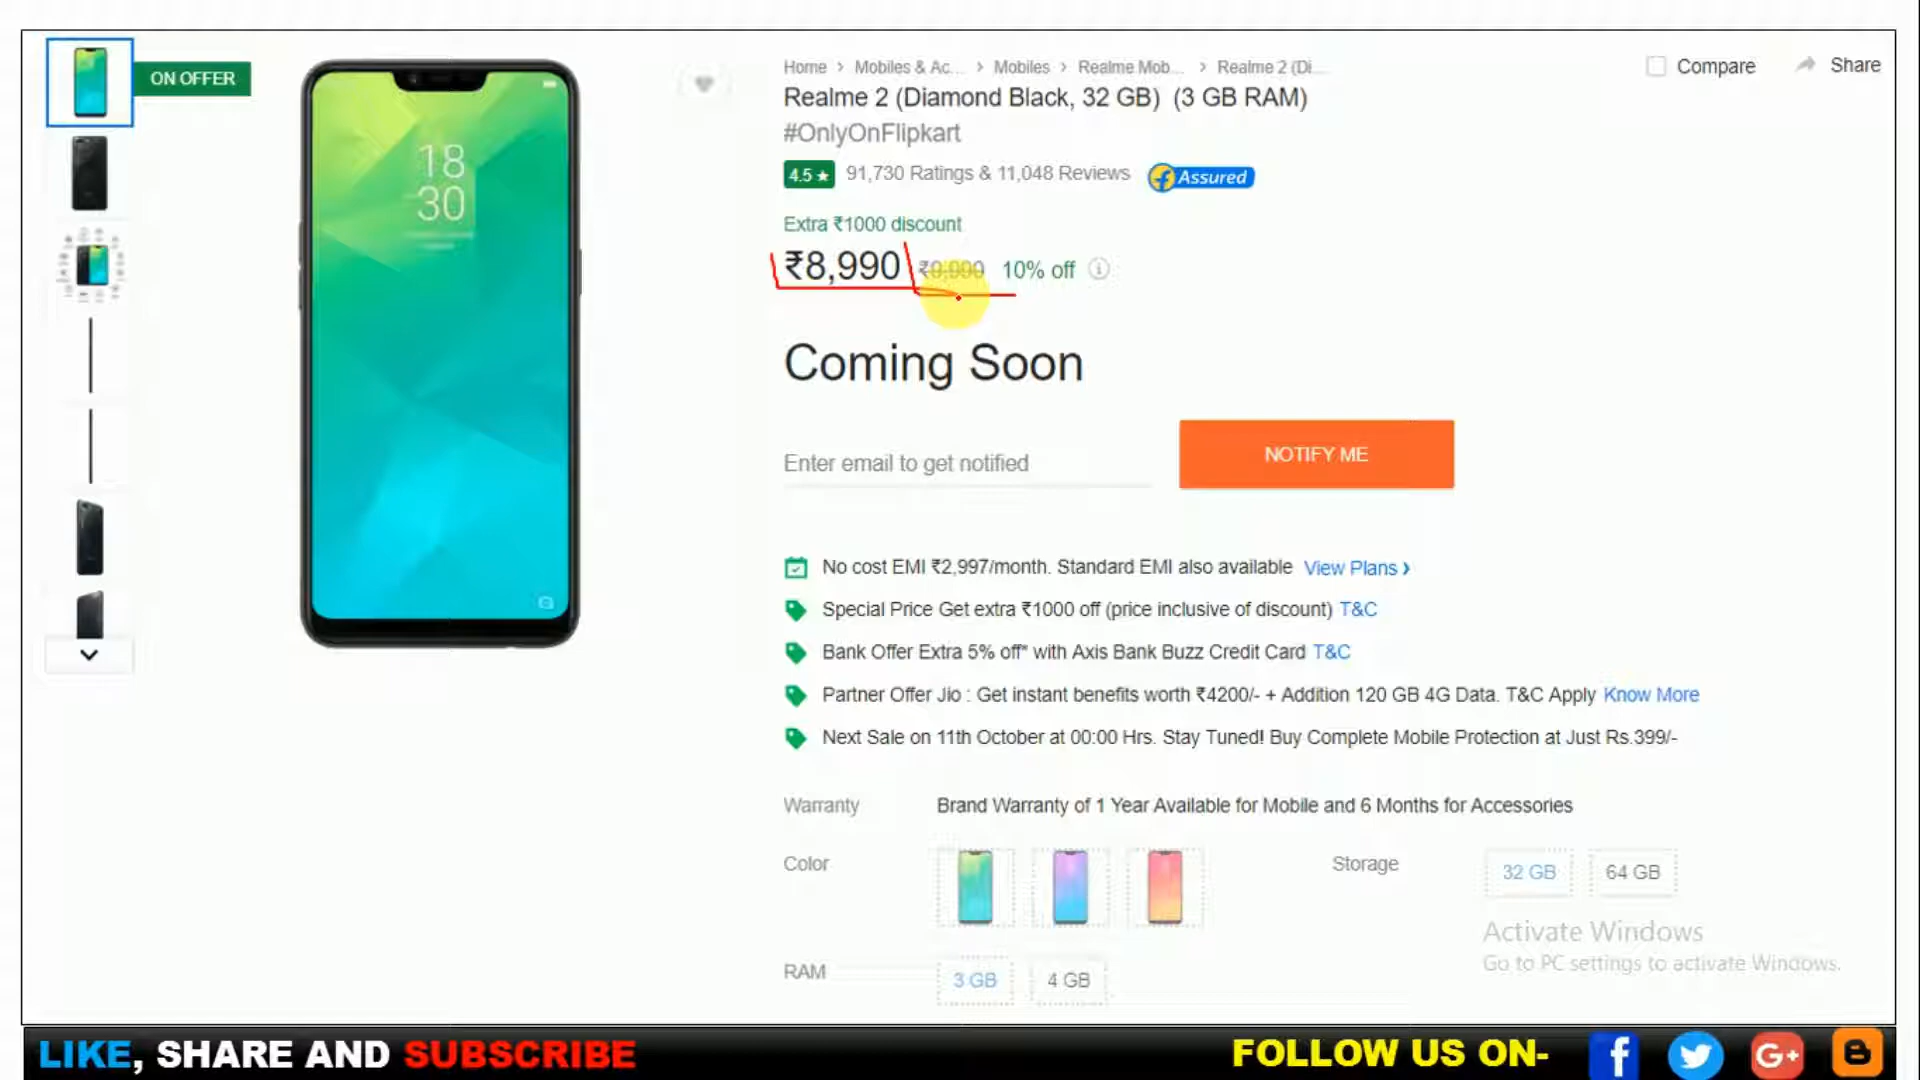 ON OFFER
18
30
Home > Mobiles & Ac... > Mobiles > Realme Mob... > Realme 2 (Di...
Compare
Share
Realme 2 (Diamond Black, 32 GB) (3 GB RAM)
#OnlyOnFlipkart
4.5 ★ 91,730 Ratings & 11,048 Reviews Assured
Extra ₹1000 discount
₹8,990 ₹9,990 10% off
Coming Soon
Enter email to get notified
NOTIFY ME
No cost EMI ₹2,997/month. Standard EMI also available View Plans ›
Special Price Get extra ₹1000 off (price inclusive of discount) T&C
Bank Offer Extra 5% off* with Axis Bank Buzz Credit Card T&C
Partner Offer Jio : Get instant benefits worth ₹4200/- + Addition 120 GB 4G Data. T&C Apply Know More
Next Sale on 11th October at 00:00 Hrs. Stay Tuned! Buy Complete Mobile Protection at Just Rs.399/-
Warranty Brand Warranty of 1 Year Available for Mobile and 6 Months for Accessories
Color
Storage 32 GB 64 GB
RAM 3 GB 4 GB
Activate Windows
Go to PC settings to activate Windows.
LIKE, SHARE AND SUBSCRIBE
FOLLOW US ON-
f
G+
B